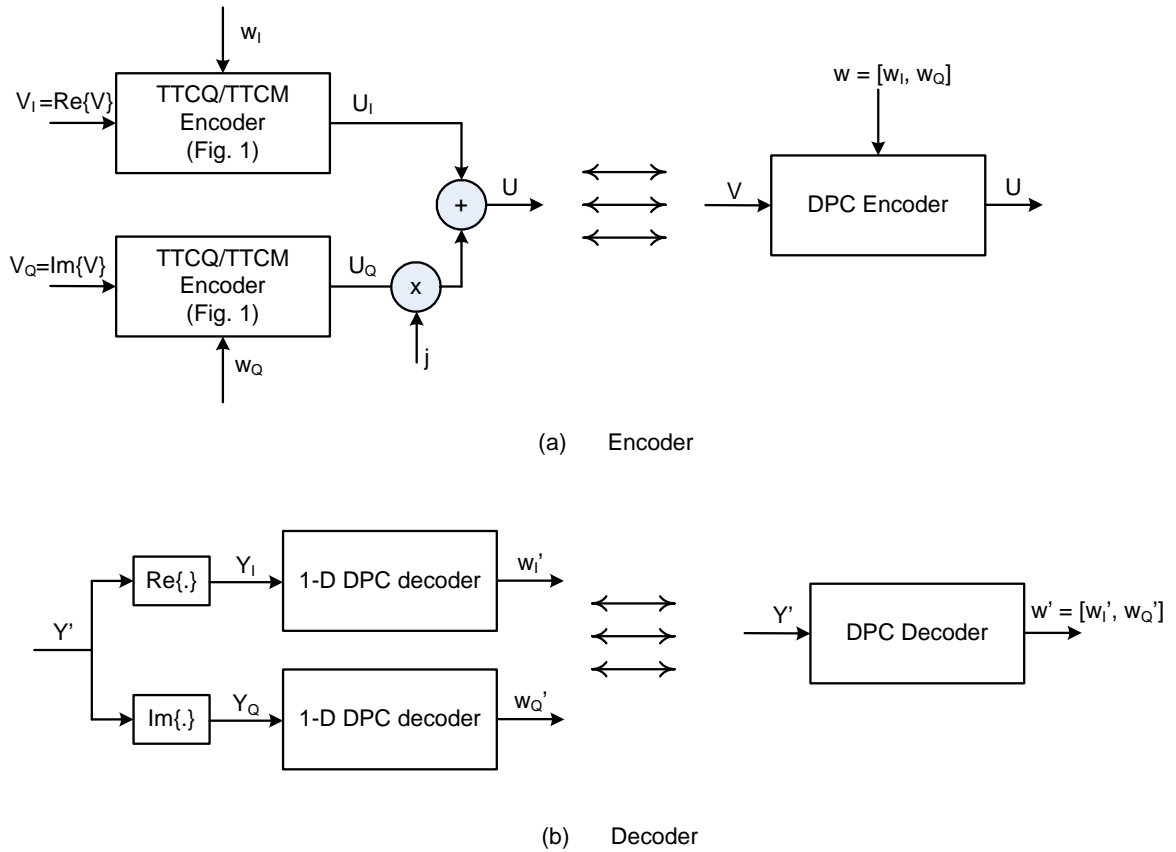 w_I
V_I=Re{V}
TTCQ/TTCM
Encoder
(Fig. 1)
U_I
w = [w_I, w_Q]
+
U
V
DPC Encoder
U
V_Q=Im{V}
TTCQ/TTCM
Encoder
(Fig. 1)
U_Q
x
j
w_Q
(a) Encoder
Y'
Re{.}
Y_I
1-D DPC decoder
w_I'
Im{.}
Y_Q
1-D DPC decoder
w_Q'
Y'
DPC Decoder
w' = [w_I', w_Q']
(b) Decoder